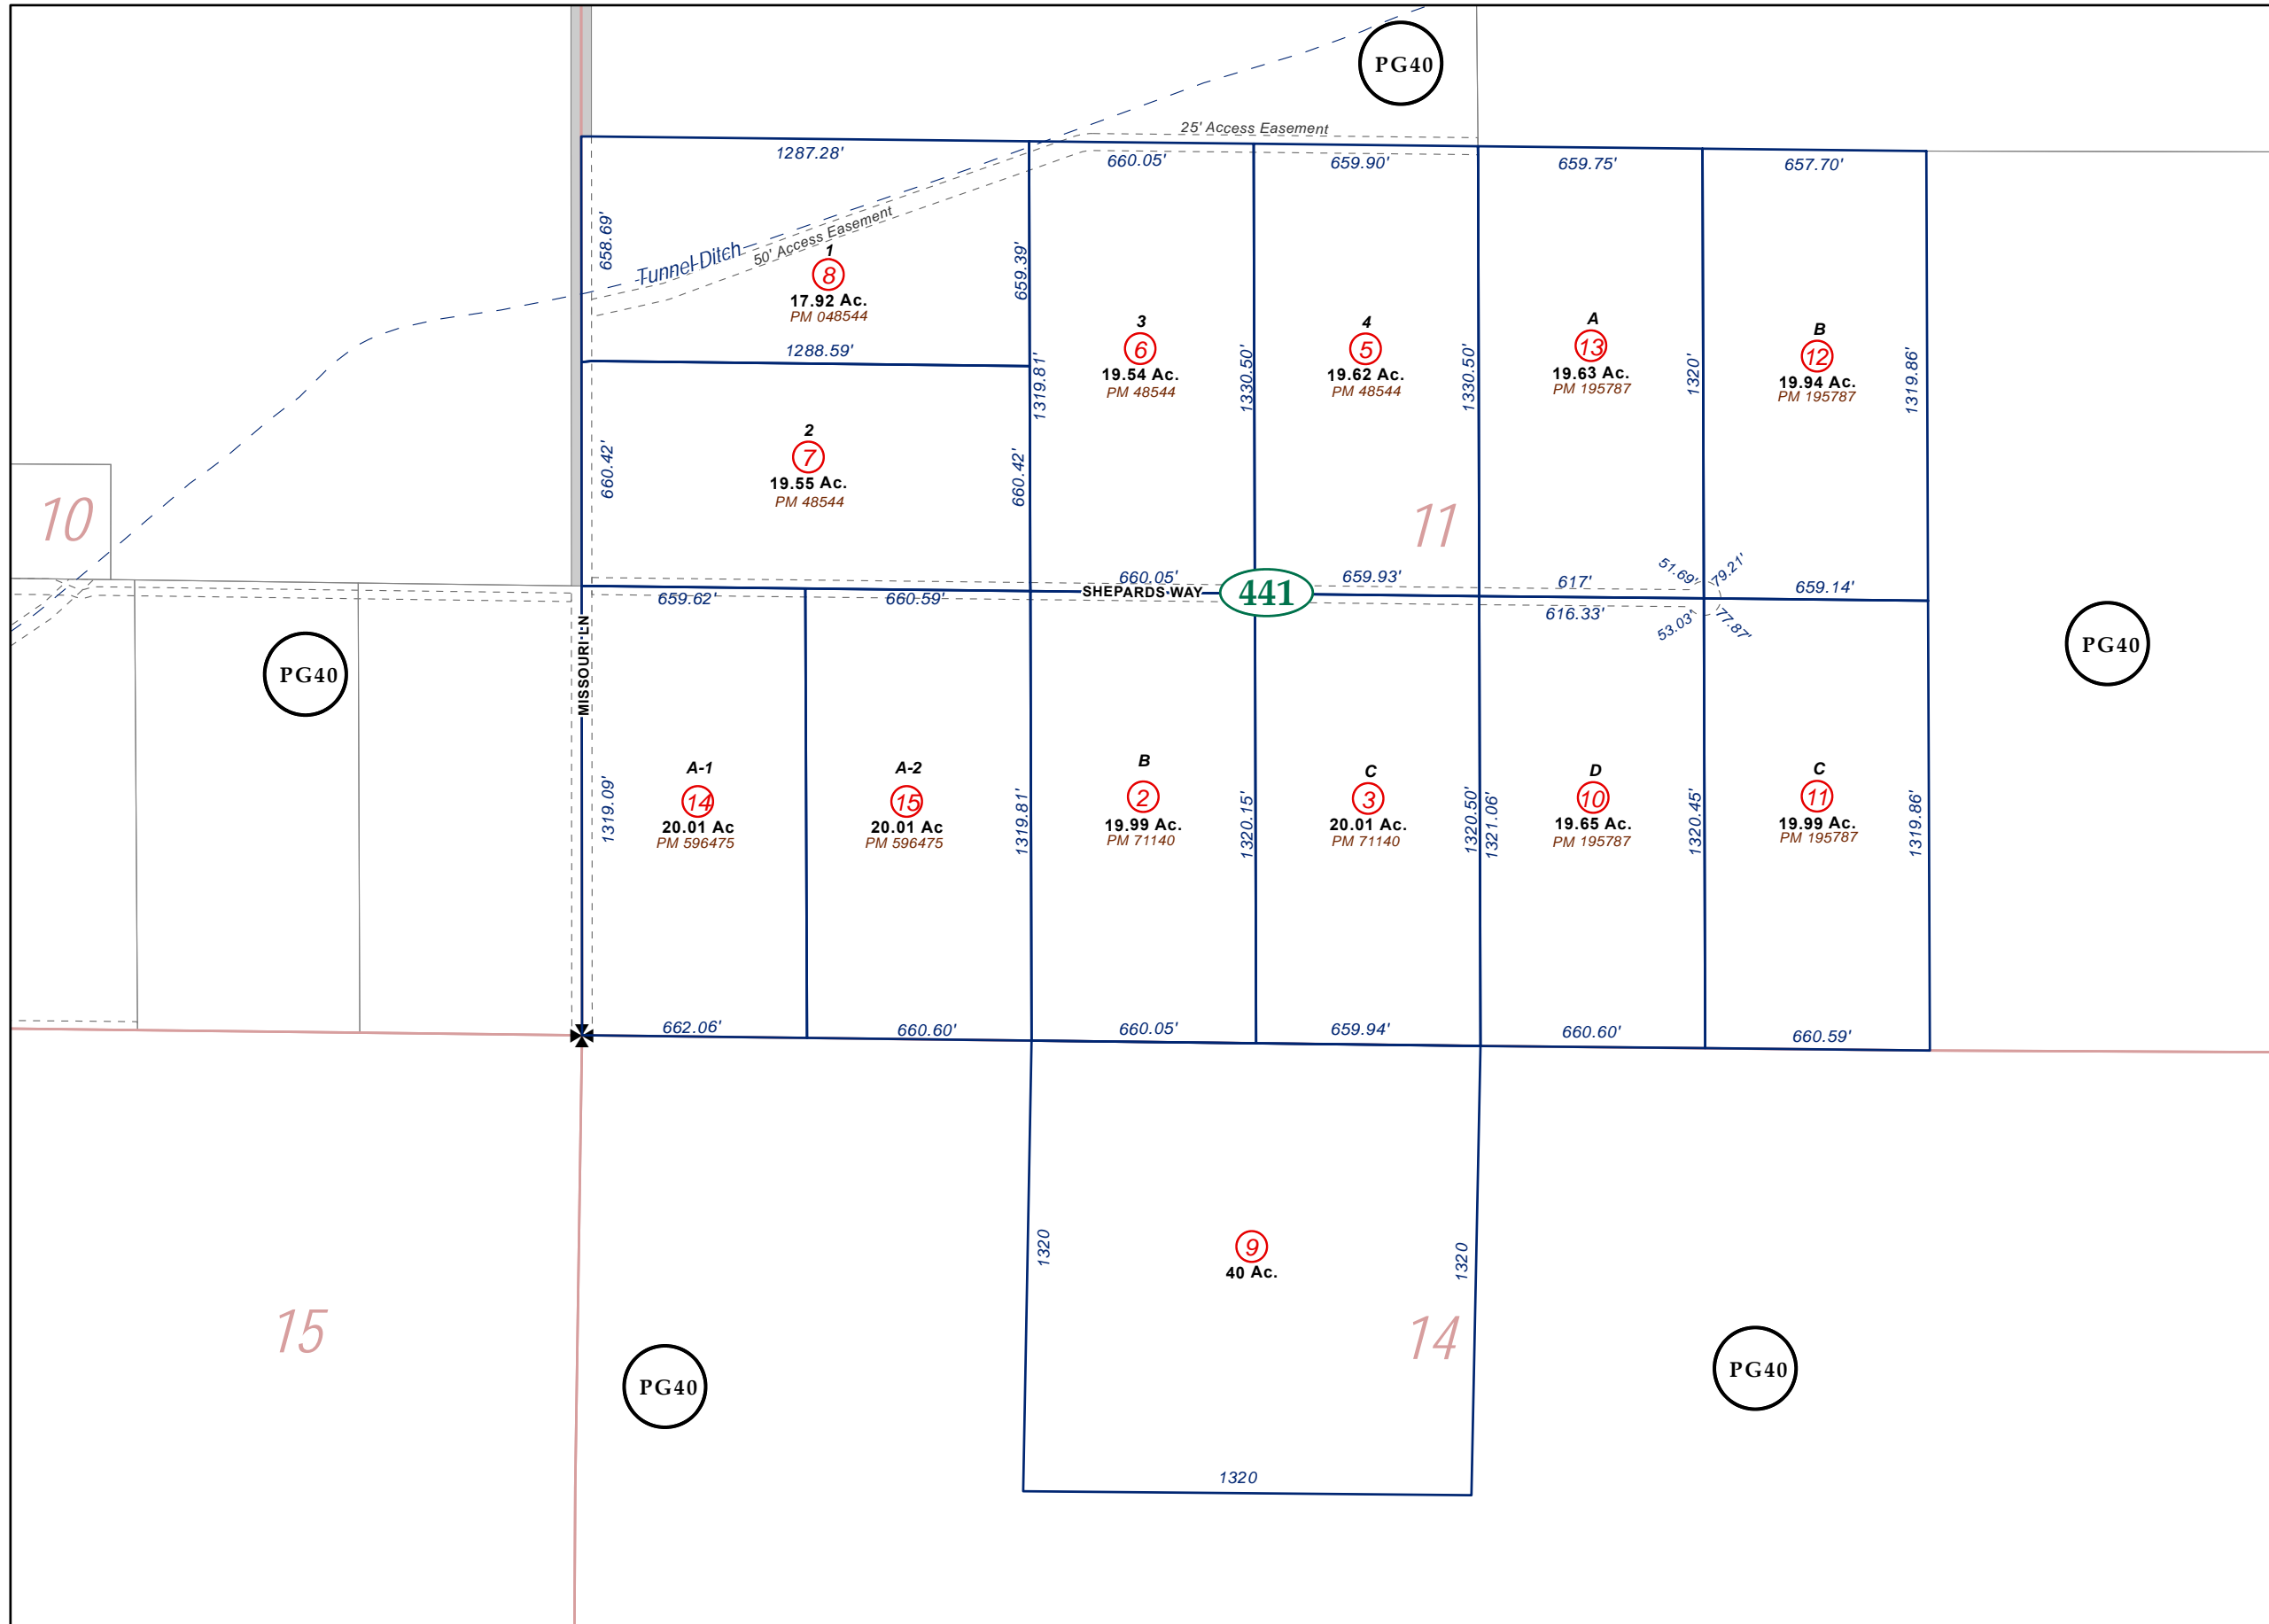 PG40
25' Access Easement
1287.28'
660.05'
659.90'
659.75'
657.70'
658.69'
Tunnel Ditch
50' Access Easement
1
8
17.92 Ac.
PM 048544
659.39'
1288.59'
3
6
19.54 Ac.
PM 48544
1319.81'
1330.50'
4
5
19.62 Ac.
PM 48544
1330.50'
A
13
19.63 Ac.
PM 195787
1320'
B
12
19.94 Ac.
PM 195787
1319.86'
2
7
19.55 Ac.
PM 48544
660.42'
660.42'
10
11
660.05'
659.93'
617'
51.69'
79.21'
659.14'
SHEPARDS WAY
441
659.62'
660.59'
616.33'
53.03'
77.87'
MISSOURI LN
PG40
PG40
A-1
14
20.01 Ac
PM 596475
1319.09'
A-2
15
20.01 Ac
PM 596475
1319.81'
B
2
19.99 Ac.
PM 71140
1320.15'
C
3
20.01 Ac.
PM 71140
1320.50'
1321.06'
D
10
19.65 Ac.
PM 195787
1320.45'
C
11
19.99 Ac.
PM 195787
1319.86'
662.06'
660.60'
660.05'
659.94'
660.60'
660.59'
1320
9
40 Ac.
1320
15
14
PG40
PG40
1320